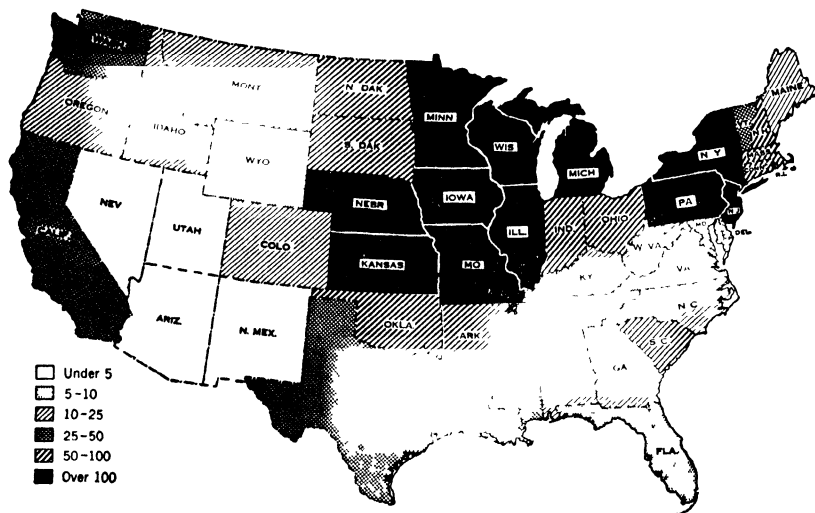 WASH.
MONT.
N. DAK
MINN
MAINE
OREGON
IDAHO
S. DAK
WIS
N Y
WYO
MICH
NEBR
IOWA
PA
N J
NEV
UTAH
COLO
ILL.
IND.
OHIO
MD.
DEL.
R.I.
KANSAS
MO
W. VA
VA
KY
N C
ARIZ.
N. MEX.
OKLA
ARK
S C
GA
FLA.
Under 5
5-10
10-25
25-50
50-100
Over 100